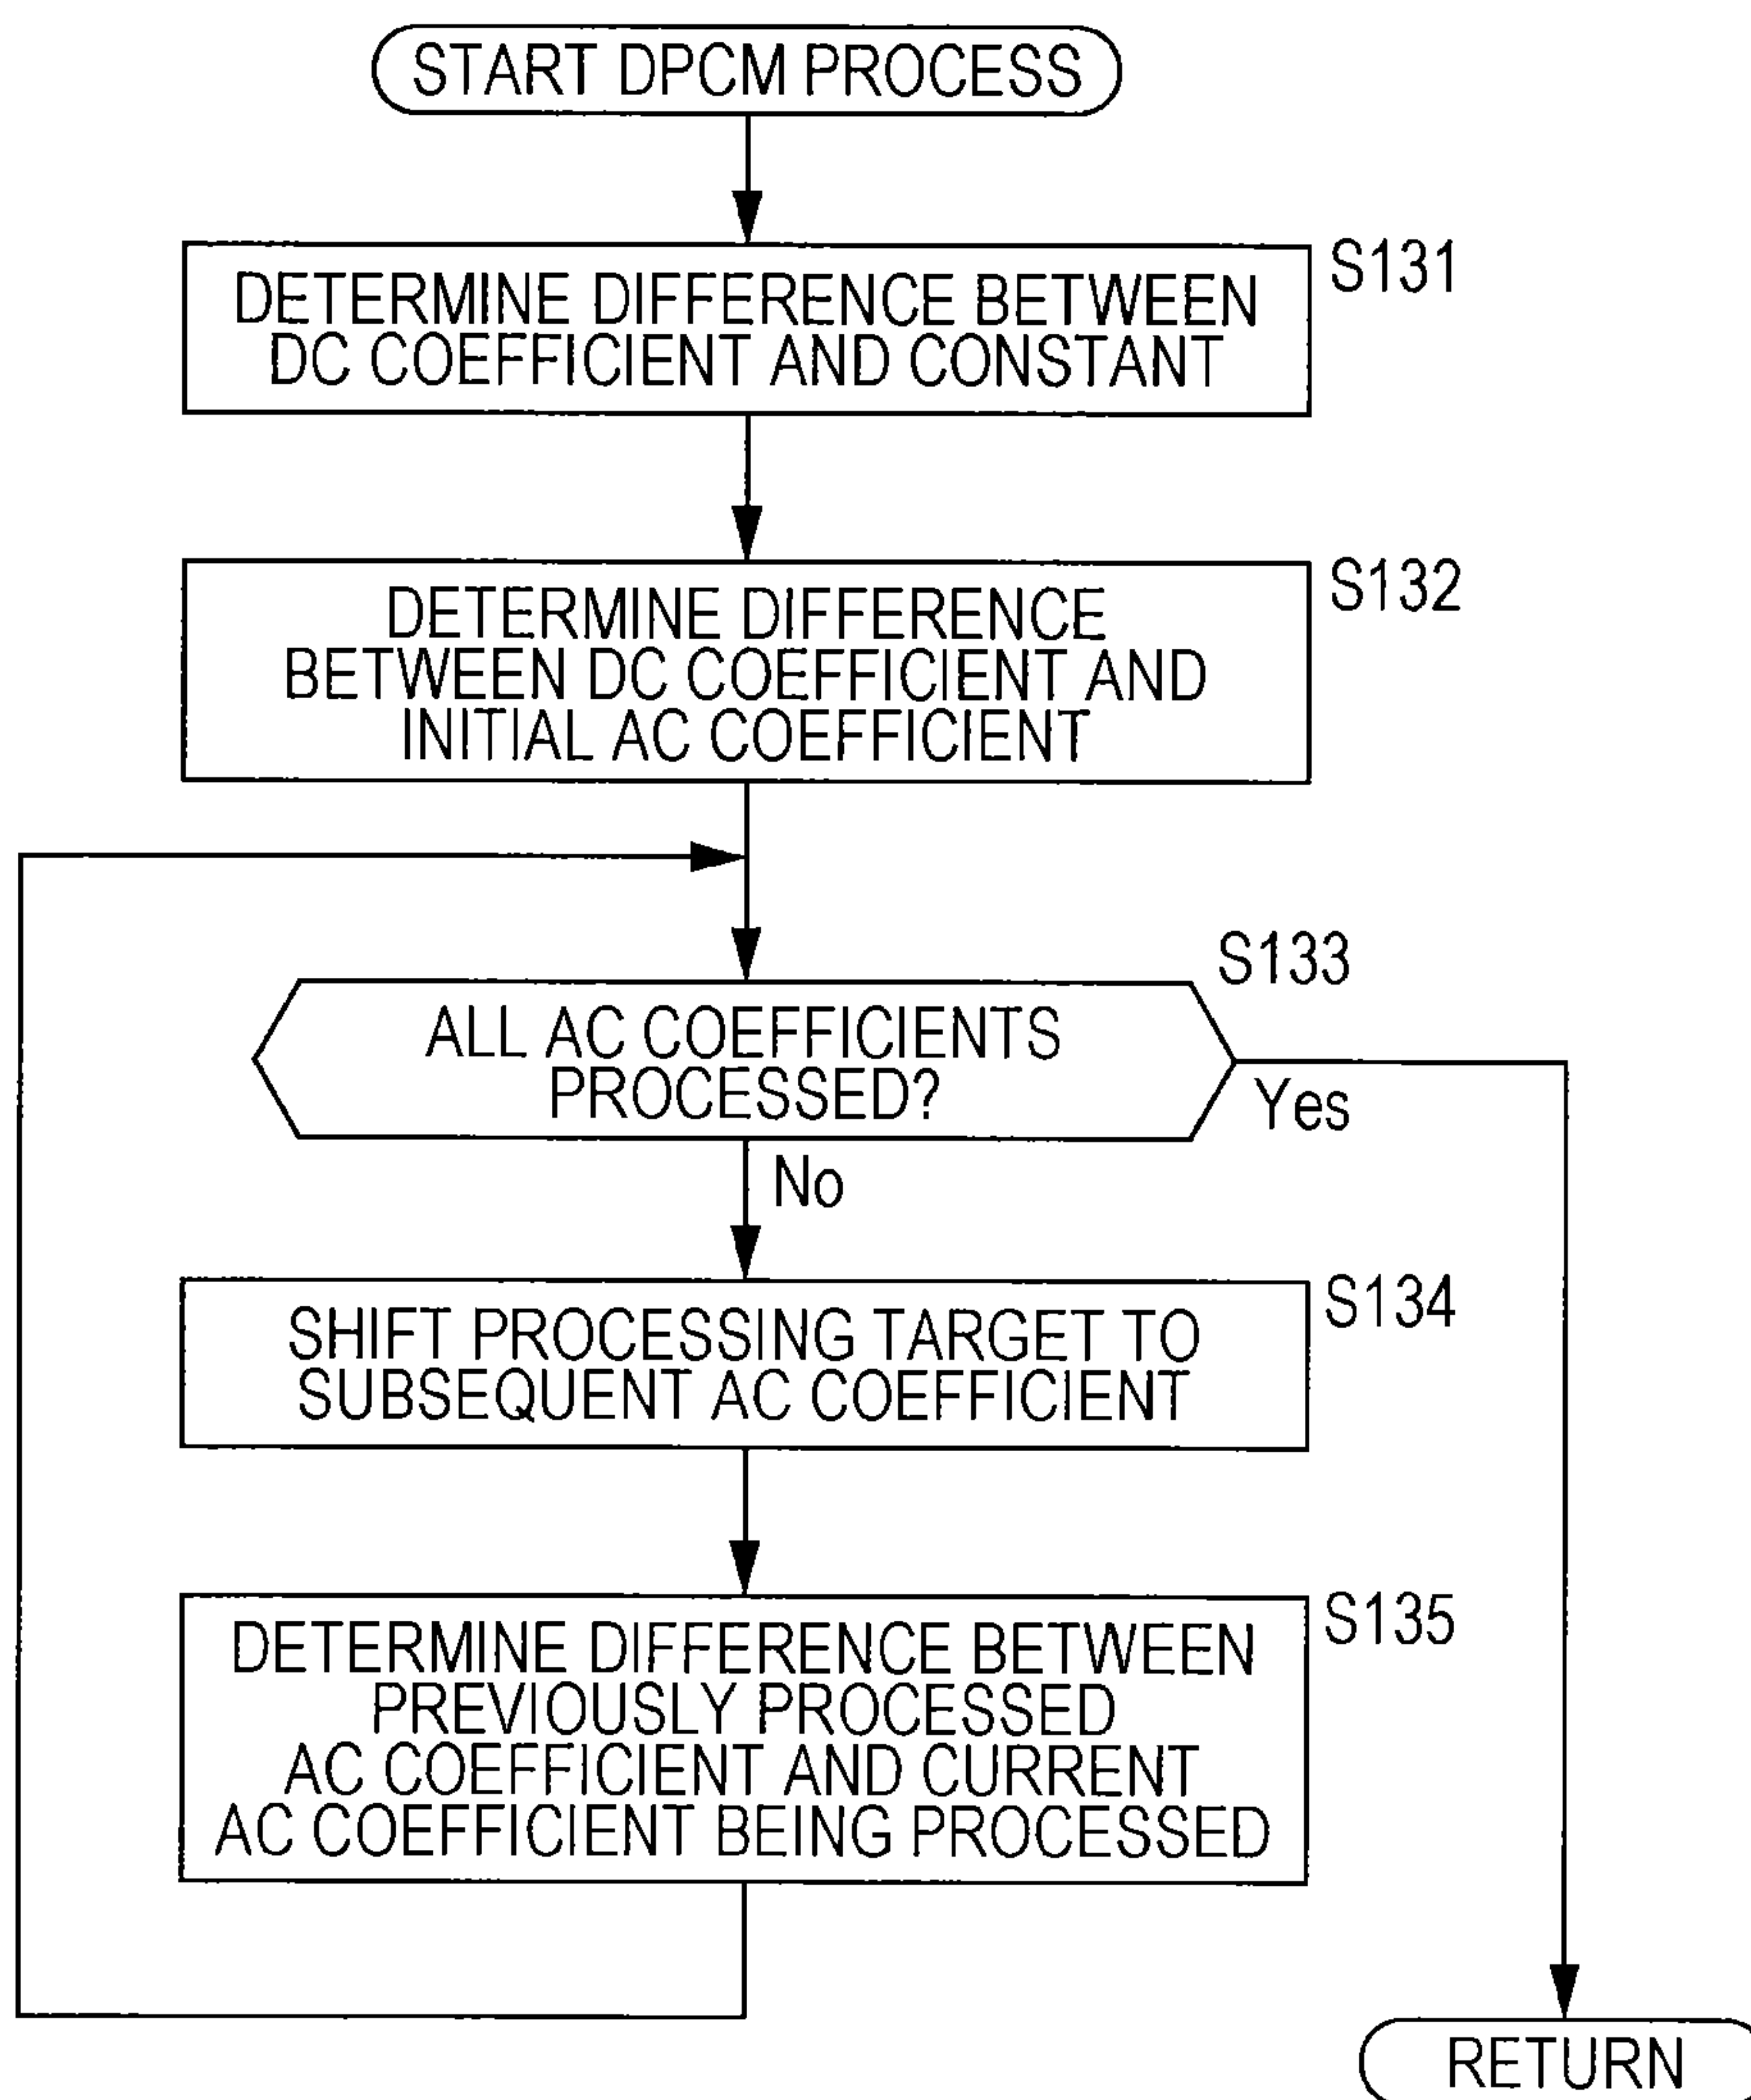 START DPCM PROCESS
S131
DETERMINE DIFFERENCE BETWEEN
DC COEFFICIENT AND CONSTANT
S132
DETERMINE DIFFERENCE
BETWEEN DC COEFFICIENT AND
INITIAL AC COEFFICIENT
S133
ALL AC COEFFICIENTS
PROCESSED?
Yes
No
S134
SHIFT PROCESSING TARGET TO
SUBSEQUENT AC COEFFICIENT
S135
DETERMINE DIFFERENCE BETWEEN
PREVIOUSLY PROCESSED
AC COEFFICIENT AND CURRENT
AC COEFFICIENT BEING PROCESSED
RETURN